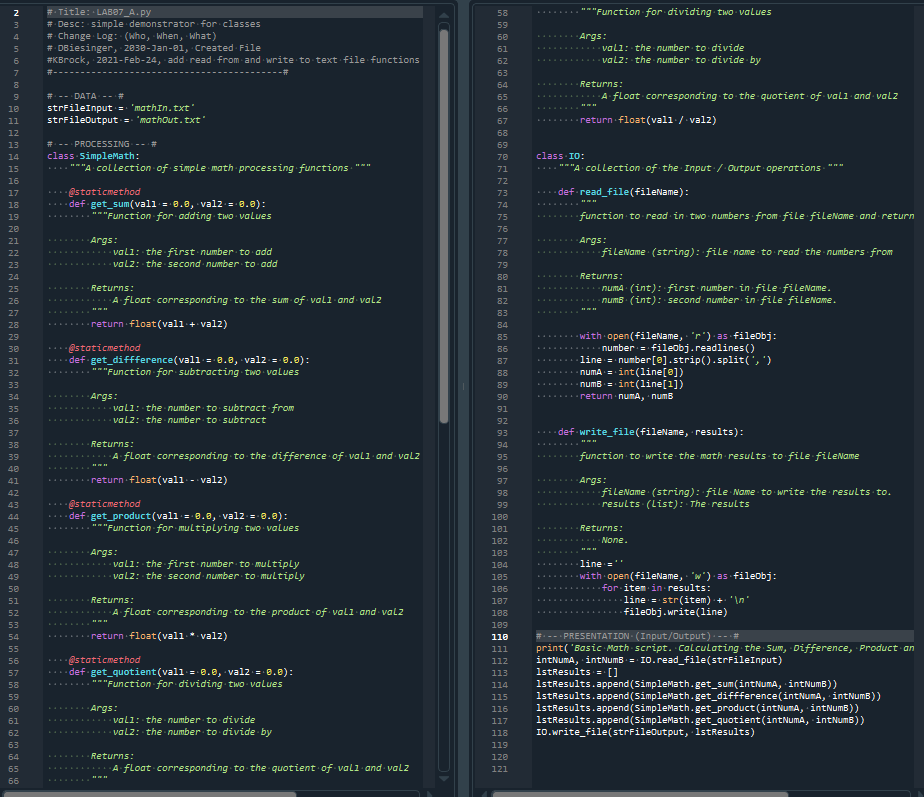 2 # Title: LAB07_A.py
3 # Desc: simple demonstrator for classes
4 # Change Log: (Who, When, What)
5 # DBiesinger, 2030-Jan-01, Created File
6 #KBrock, 2021-Feb-24, add read from and write to text file functions
7 #------------------------------------------#
8
9 # -- DATA -- #
10 strFileInput = 'mathIn.txt'
11 strFileOutput = 'mathOut.txt'
12
13 # -- PROCESSING -- #
14 class SimpleMath:
15 """A collection of simple math processing functions """
16
17 @staticmethod
18 def get_sum(val1 = 0.0, val2 = 0.0):
19 """Function for adding two values
20
21 Args:
22 val1: the first number to add
23 val2: the second number to add
24
25 Returns:
26 A float corresponding to the sum of val1 and val2
27 """
28 return float(val1 + val2)
29
30 @staticmethod
31 def get_diffference(val1 = 0.0, val2 = 0.0):
32 """Function for subtracting two values
33
34 Args:
35 val1: the number to subtract from
36 val2: the number to subtract
37
38 Returns:
39 A float corresponding to the difference of val1 and val2
40 """
41 return float(val1 - val2)
42
43 @staticmethod
44 def get_product(val1 = 0.0, val2 = 0.0):
45 """Function for multiplying two values
46
47 Args:
48 val1: the first number to multiply
49 val2: the second number to multiply
50
51 Returns:
52 A float corresponding to the product of val1 and val2
53 """
54 return float(val1 * val2)
55
56 @staticmethod
57 def get_quotient(val1 = 0.0, val2 = 0.0):
58 """Function for dividing two values
59
60 Args:
61 val1: the number to divide
62 val2: the number to divide by
63
64 Returns:
65 A float corresponding to the quotient of val1 and val2
66 """
58 """Function for dividing two values
59
60 Args:
61 val1: the number to divide
62 val2: the number to divide by
63
64 Returns:
65 A float corresponding to the quotient of val1 and val2
66 """
67 return float(val1 / val2)
68
69
70 class IO:
71 """A collection of the Input / Output operations """
72
73 def read_file(fileName):
74 """
75 function to read in two numbers from file fileName and return
76
77 Args:
78 fileName (string): file name to read the numbers from
79
80 Returns:
81 numA (int): first number in file fileName.
82 numB (int): second number in file fileName.
83 """
84
85 with open(fileName, 'r') as fileObj:
86 number = fileObj.readlines()
87 line = number[0].strip().split(',')
88 numA = int(line[0])
89 numB = int(line[1])
90 return numA, numB
91
92
93 def write_file(fileName, results):
94 """
95 function to write the math results to file fileName
96
97 Args:
98 fileName (string): file Name to write the results to.
99 results (list): The results
100
101 Returns:
102 None.
103 """
104 line =''
105 with open(fileName, 'w') as fileObj:
106 for item in results:
107 line = str(item) + '\n'
108 fileObj.write(line)
109
110 # -- PRESENTATION (Input/Output) -- #
111 print('Basic Math script. Calculating the Sum, Difference, Product an
112 intNumA, intNumB = IO.read_file(strFileInput)
113 lstResults = []
114 lstResults.append(SimpleMath.get_sum(intNumA, intNumB))
115 lstResults.append(SimpleMath.get_diffference(intNumA, intNumB))
116 lstResults.append(SimpleMath.get_product(intNumA, intNumB))
117 lstResults.append(SimpleMath.get_quotient(intNumA, intNumB))
118 IO.write_file(strFileOutput, lstResults)
119
120
121